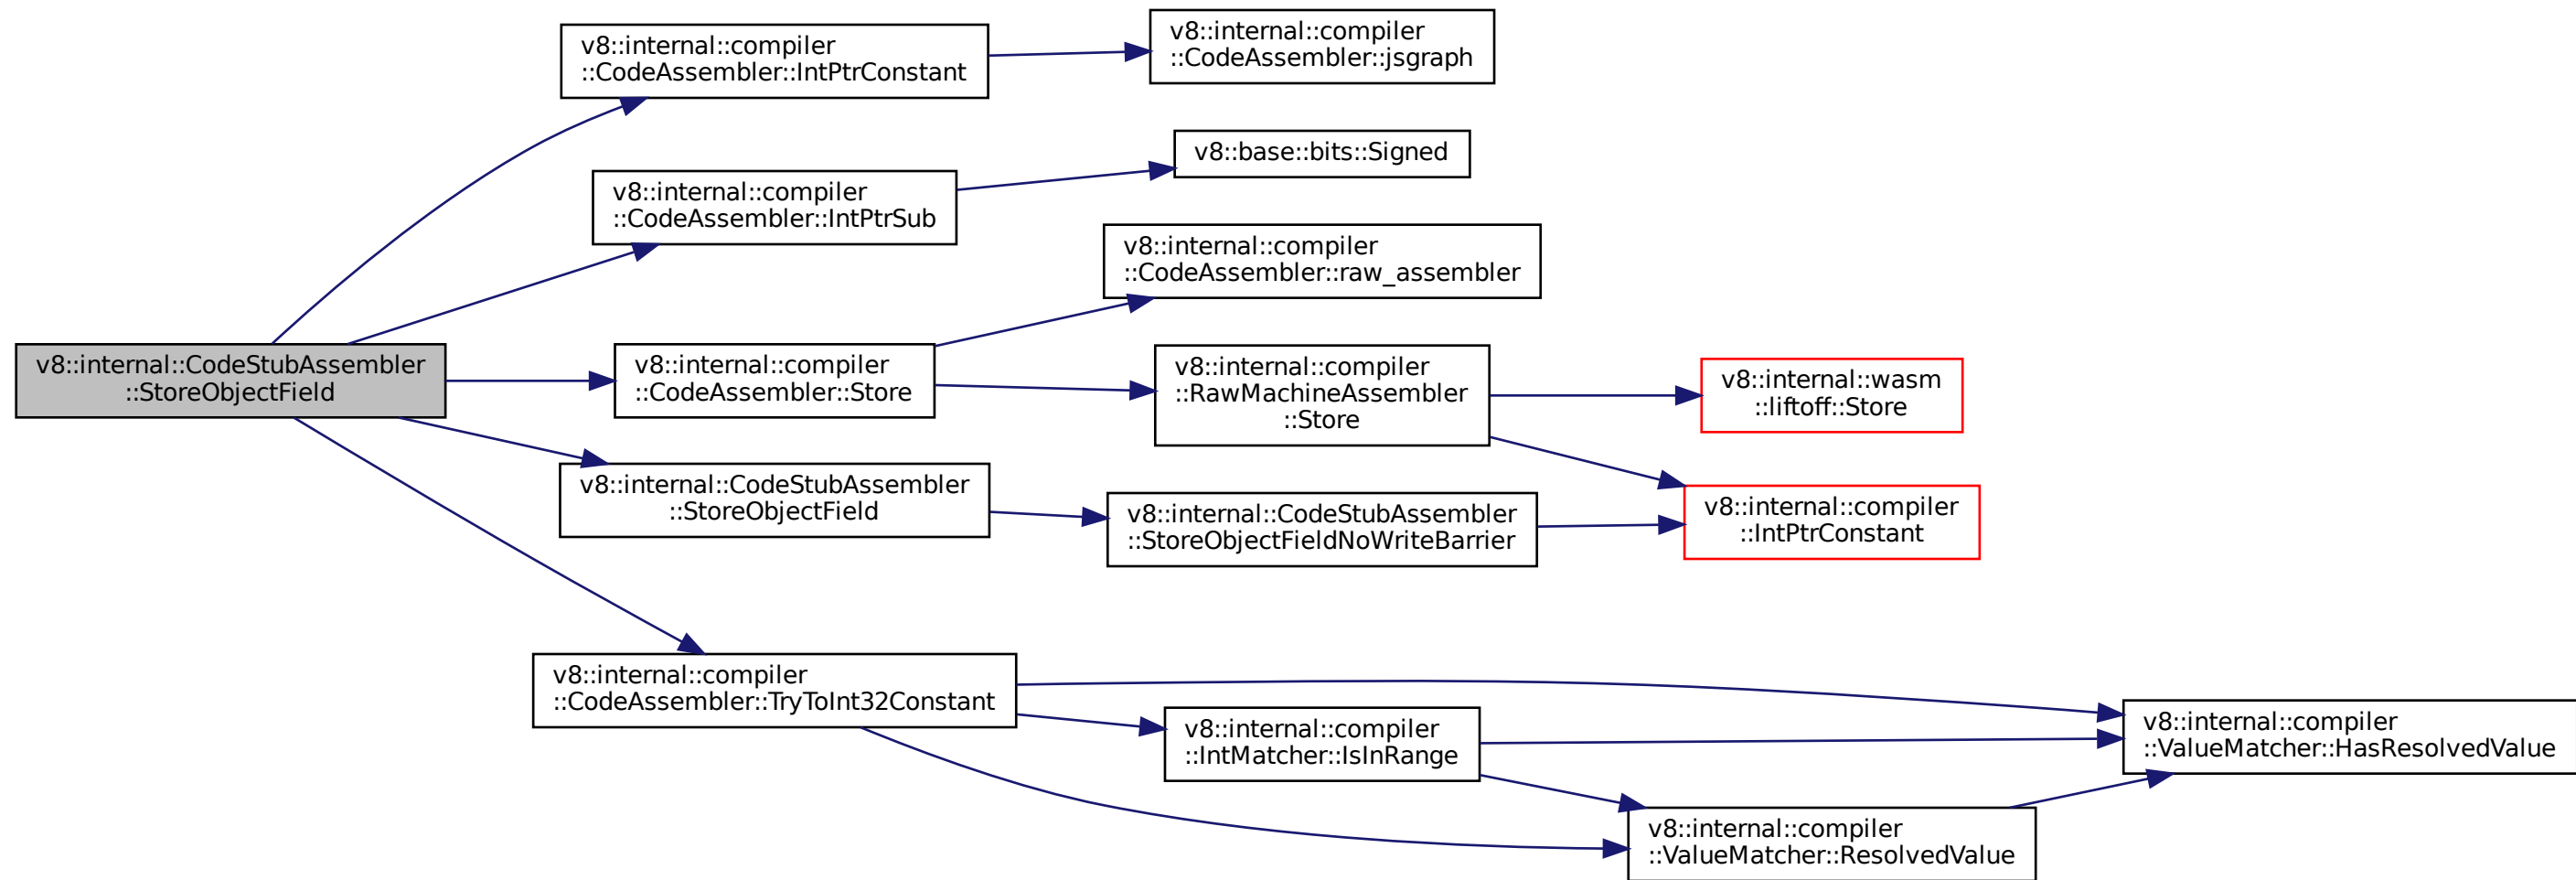 v8::internal::CodeStubAssembler
::StoreObjectField
v8::internal::compiler
::CodeAssembler::IntPtrConstant
v8::internal::compiler
::CodeAssembler::jsgraph
v8::internal::compiler
::CodeAssembler::IntPtrSub
v8::base::bits::Signed
v8::internal::compiler
::CodeAssembler::Store
v8::internal::compiler
::CodeAssembler::raw_assembler
v8::internal::compiler
::RawMachineAssembler
::Store
v8::internal::wasm
::liftoff::Store
v8::internal::compiler
::IntPtrConstant
v8::internal::CodeStubAssembler
::StoreObjectField
v8::internal::CodeStubAssembler
::StoreObjectFieldNoWriteBarrier
v8::internal::compiler
::CodeAssembler::TryToInt32Constant
v8::internal::compiler
::IntMatcher::IsInRange
v8::internal::compiler
::ValueMatcher::HasResolvedValue
v8::internal::compiler
::ValueMatcher::ResolvedValue